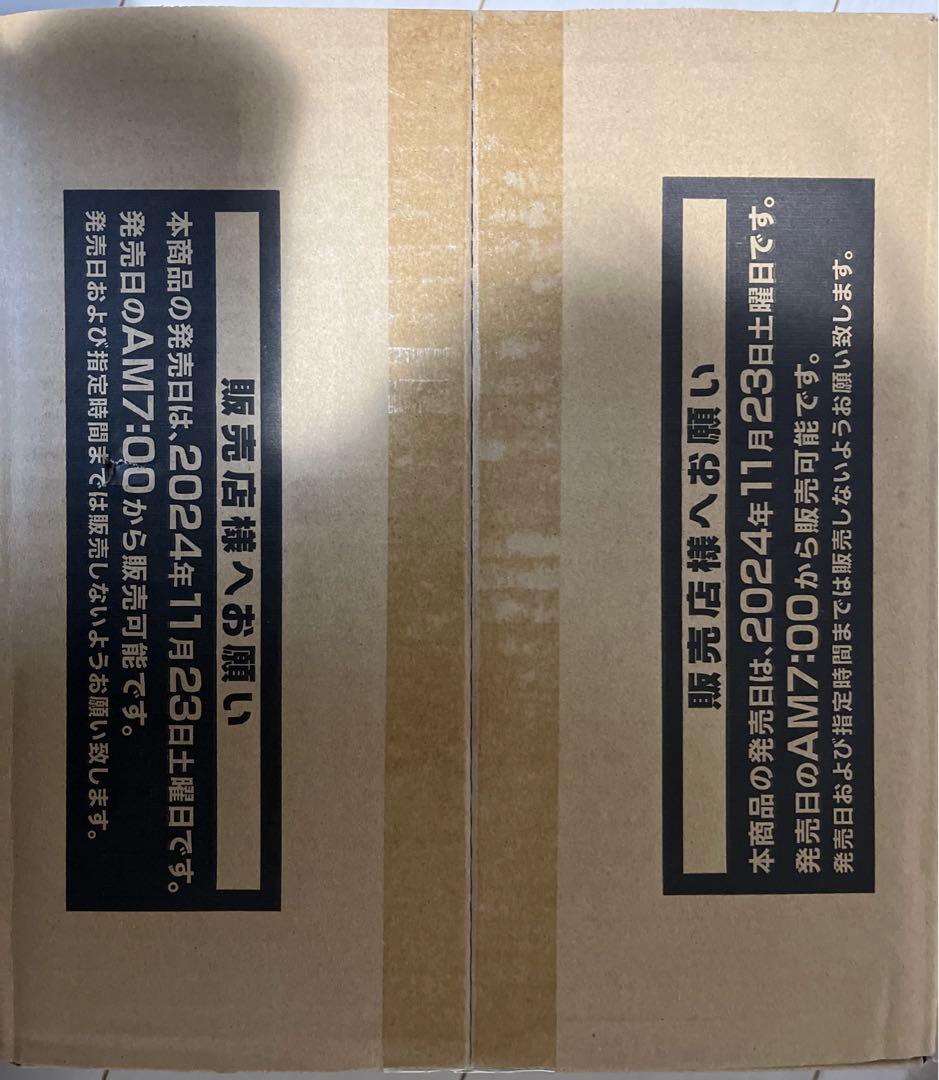 販売店様へお願い
本商品の発売日は、2024年11月23日土曜日です。
発売日のAM7:00から販売可能です。
発売日および指定時間までは販売しないようお願い致します。
販売店様へお願い
本商品の発売日は、2024年11月23日土曜日です。
発売日のAM7:00から販売可能です。
発売日および指定時間までは販売しないようお願い致します。